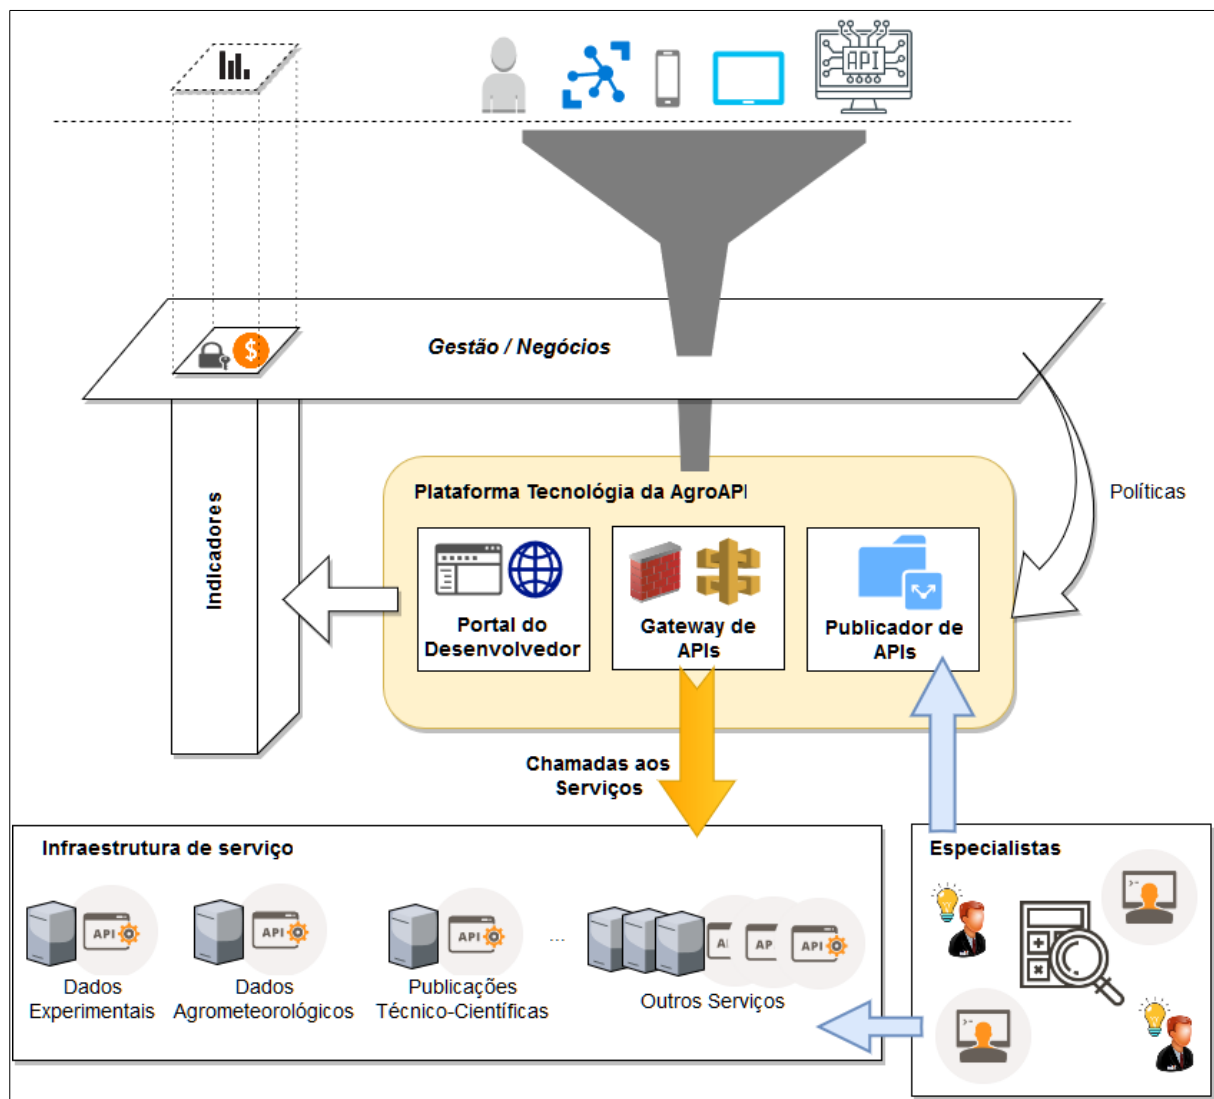 API
$
Gestão / Negócios
Plataforma Tecnológia da AgroAPI
Políticas
Indicadores
Portal do
Desenvolvedor
Gateway de
APIs
Publicador de
APIs
Chamadas aos
Serviços
Infraestrutura de serviço
API
API
API
...
A
AP
API
Dados
Experimentais
Dados
Agrometeorológicos
Publicações
Técnico-Científicas
Outros Serviços
Especialistas